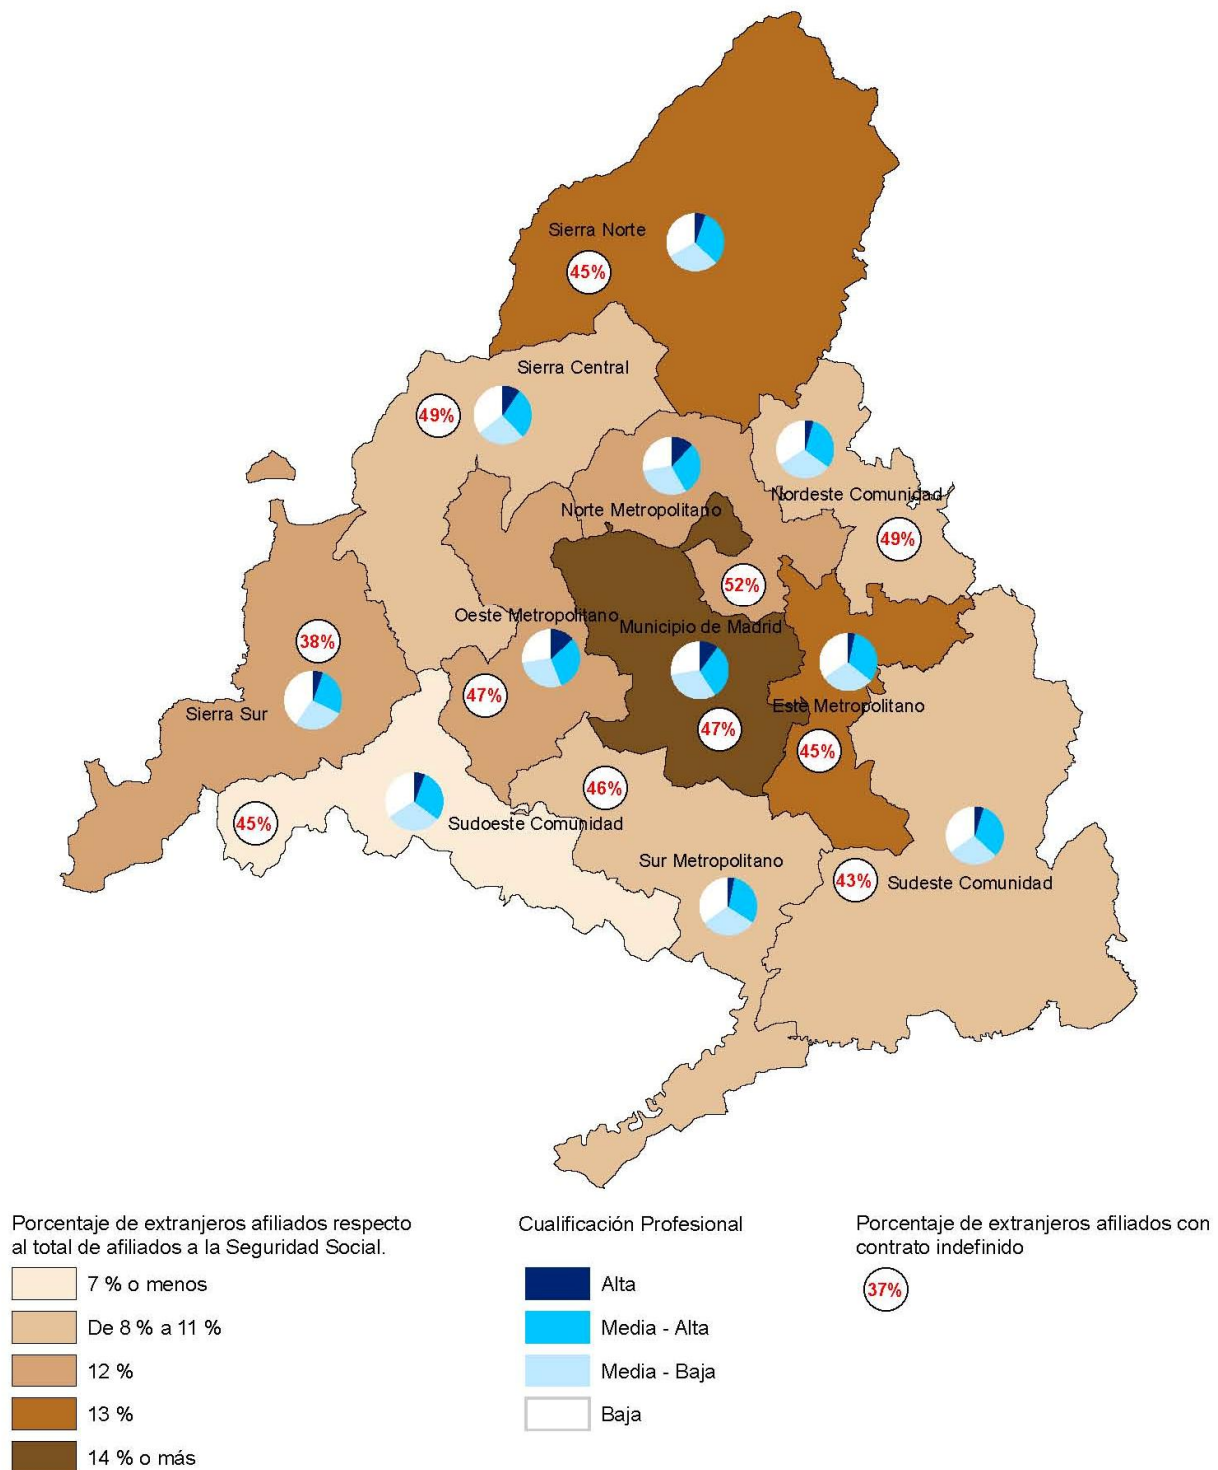 Sierra Norte
45%
Sierra Central
49%
Nordeste Comunidad
49%
Norte Metropolitano
52%
Oeste Metropolitano
47%
Municipio de Madrid
47%
Este Metropolitano
45%
38%
Sierra Sur
45%
Sudoeste Comunidad
46%
Sur Metropolitano
43%
Sudeste Comunidad
Porcentaje de extranjeros afiliados respecto
al total de afiliados a la Seguridad Social.
7 % o menos
De 8 % a 11 %
12 %
13 %
14 % o más
Cualificación Profesional
Alta
Media - Alta
Media - Baja
Baja
Porcentaje de extranjeros afiliados con
contrato indefinido
37%